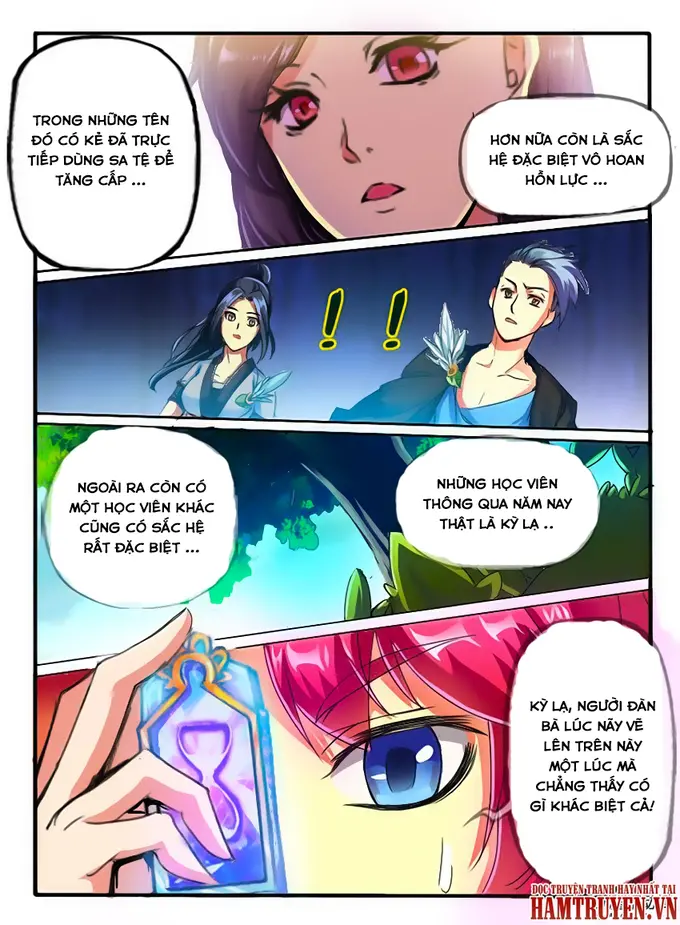 TRONG NHỮNG TÊN
ĐÓ CÓ KẺ ĐÃ TRỰC
TIẾP DÙNG SA TỆ ĐỂ
TĂNG CẤP ...
HƠN NỮA CÒN LÀ SẮC
HỆ ĐẶC BIỆT VÔ HOAN
HỒN LỰC ...
! !
NGOÀI RA CÒN CÓ
MỘT HỌC VIÊN KHÁC
CŨNG CÓ SẮC HỆ
RẤT ĐẶC BIỆT ...
NHỮNG HỌC VIÊN
THÔNG QUA NĂM NAY
THẬT LÀ KỲ LẠ ..
KỲ LẠ, NGƯỜI ĐÀN
BÀ LÚC NÃY VẼ
LÊN TRÊN NÀY
MỘT LÚC MÀ
CHẲNG THẤY CÓ
GÌ KHÁC BIỆT CẢ!
ĐỌC TRUYỆN TRANH HAY NHẤT TẠI
HAMTRUYEN.VN